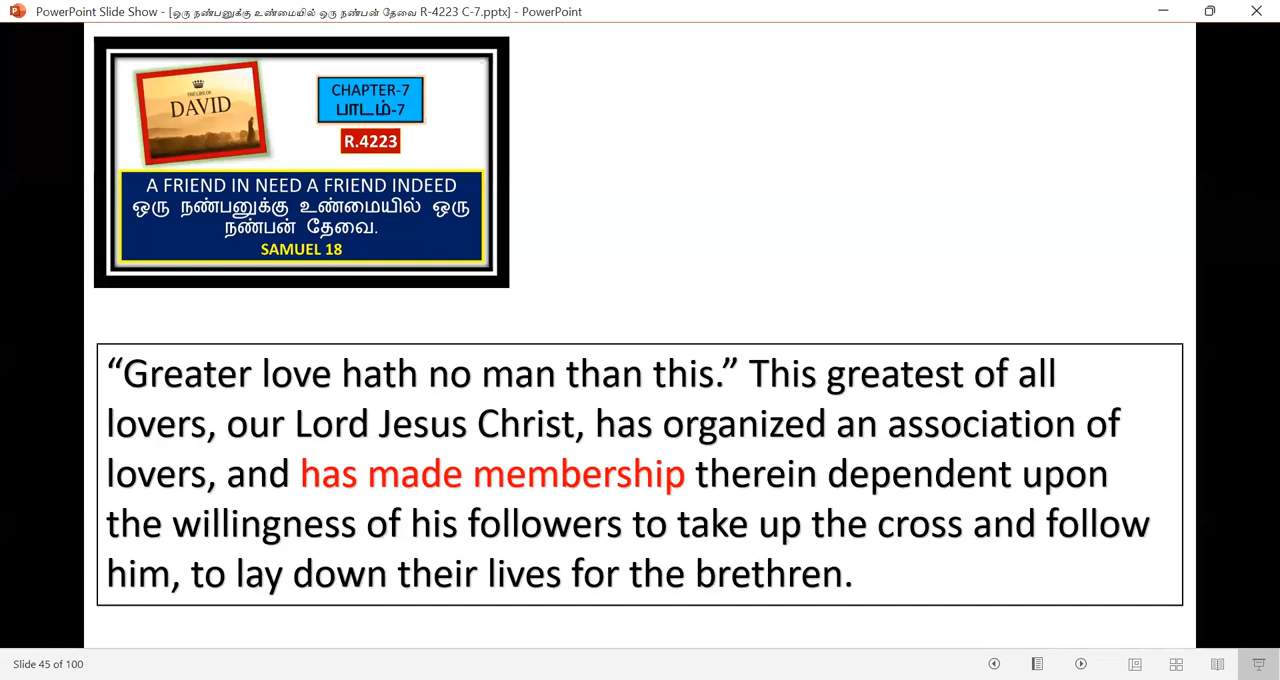 PowerPoint Slide Show - [ஒரு நண்பனுக்கு உண்மையில் ஒரு நண்பன் தேவை R-4223 C-7.pptx] - PowerPoint
THE LIFE OF
DAVID
CHAPTER-7
பாடம்-7
R.4223
A FRIEND IN NEED A FRIEND INDEED
ஒரு நண்பனுக்கு உண்மையில் ஒரு
நண்பன் தேவை.
SAMUEL 18
“Greater love hath no man than this.” This greatest of all
lovers, our Lord Jesus Christ, has organized an association of
lovers, and has made membership therein dependent upon
the willingness of his followers to take up the cross and follow
him, to lay down their lives for the brethren.
Slide 45 of 100